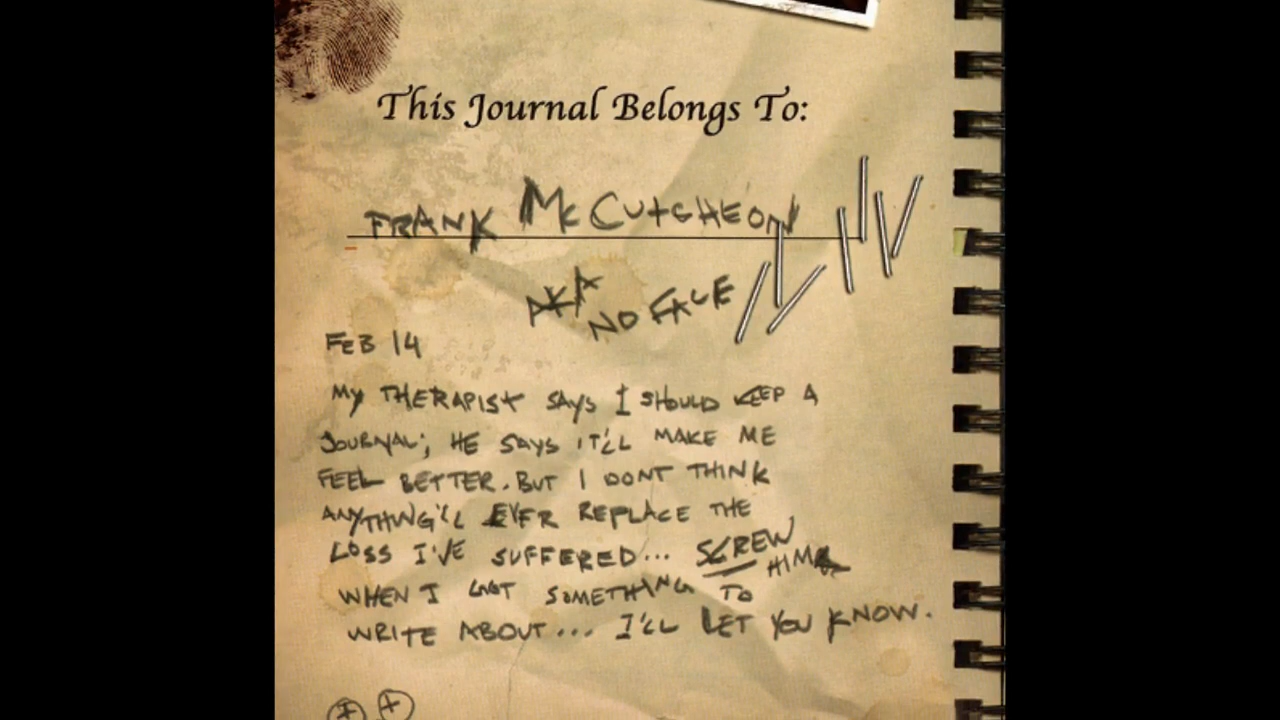 This Journal Belongs To:
FRANK McCUTCHEON
AKA
NO FACE
FEB 14
MY THERAPIST SAYS I SHOULD KEEP A
JOURNAL; HE SAYS IT'LL MAKE ME
FEEL BETTER. BUT I DONT THINK
ANYTHING'LL EVER REPLACE THE
LOSS I'VE SUFFERED... SCREW
HIM
WHEN I GOT SOMETHING TO
WRITE ABOUT... I'LL LET YOU KNOW.